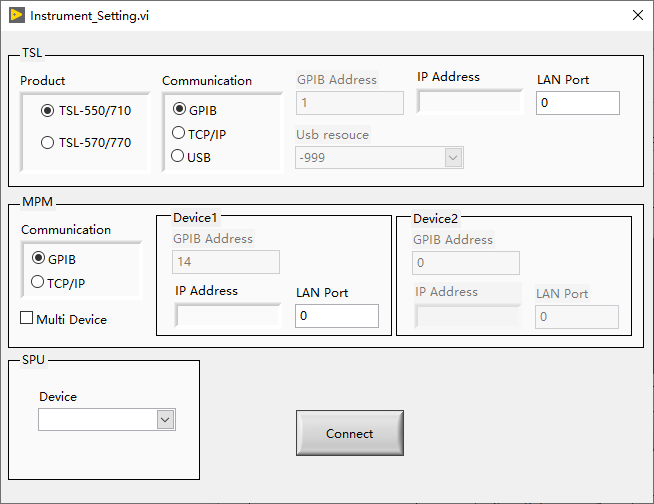 Instrument_Setting.vi
TSL
Product
TSL-550/710
TSL-570/770
Communication
GPIB
TCP/IP
USB
GPIB Address
1
IP Address
LAN Port
0
Usb resouce
-999
MPM
Communication
GPIB
TCP/IP
Multi Device
Device1
GPIB Address
14
IP Address
LAN Port
0
Device2
GPIB Address
0
IP Address
LAN Port
0
SPU
Device
Connect